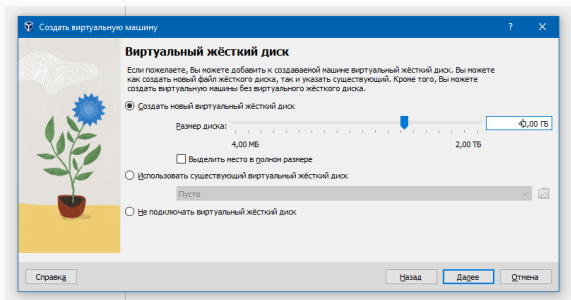 Создать виртуальную машину
Виртуальный жёсткий диск
Если пожелаете, Вы можете добавить к создаваемой машине виртуальный жёсткий диск. Вы можете
как создать новый файл жёсткого диска, так и указать существующий. Кроме того, Вы можете
создать виртуальную машины без виртуального жёсткого диска.
Создать новый виртуальный жёсткий диск
Размер диска:
40,00 ГБ
4,00 МБ 2,00 ТБ
Выделить место в полном размере
Использовать существующий виртуальный жёсткий диск
Пусто
Не подключать виртуальный жёсткий диск
Справка Назад Далее Отмена